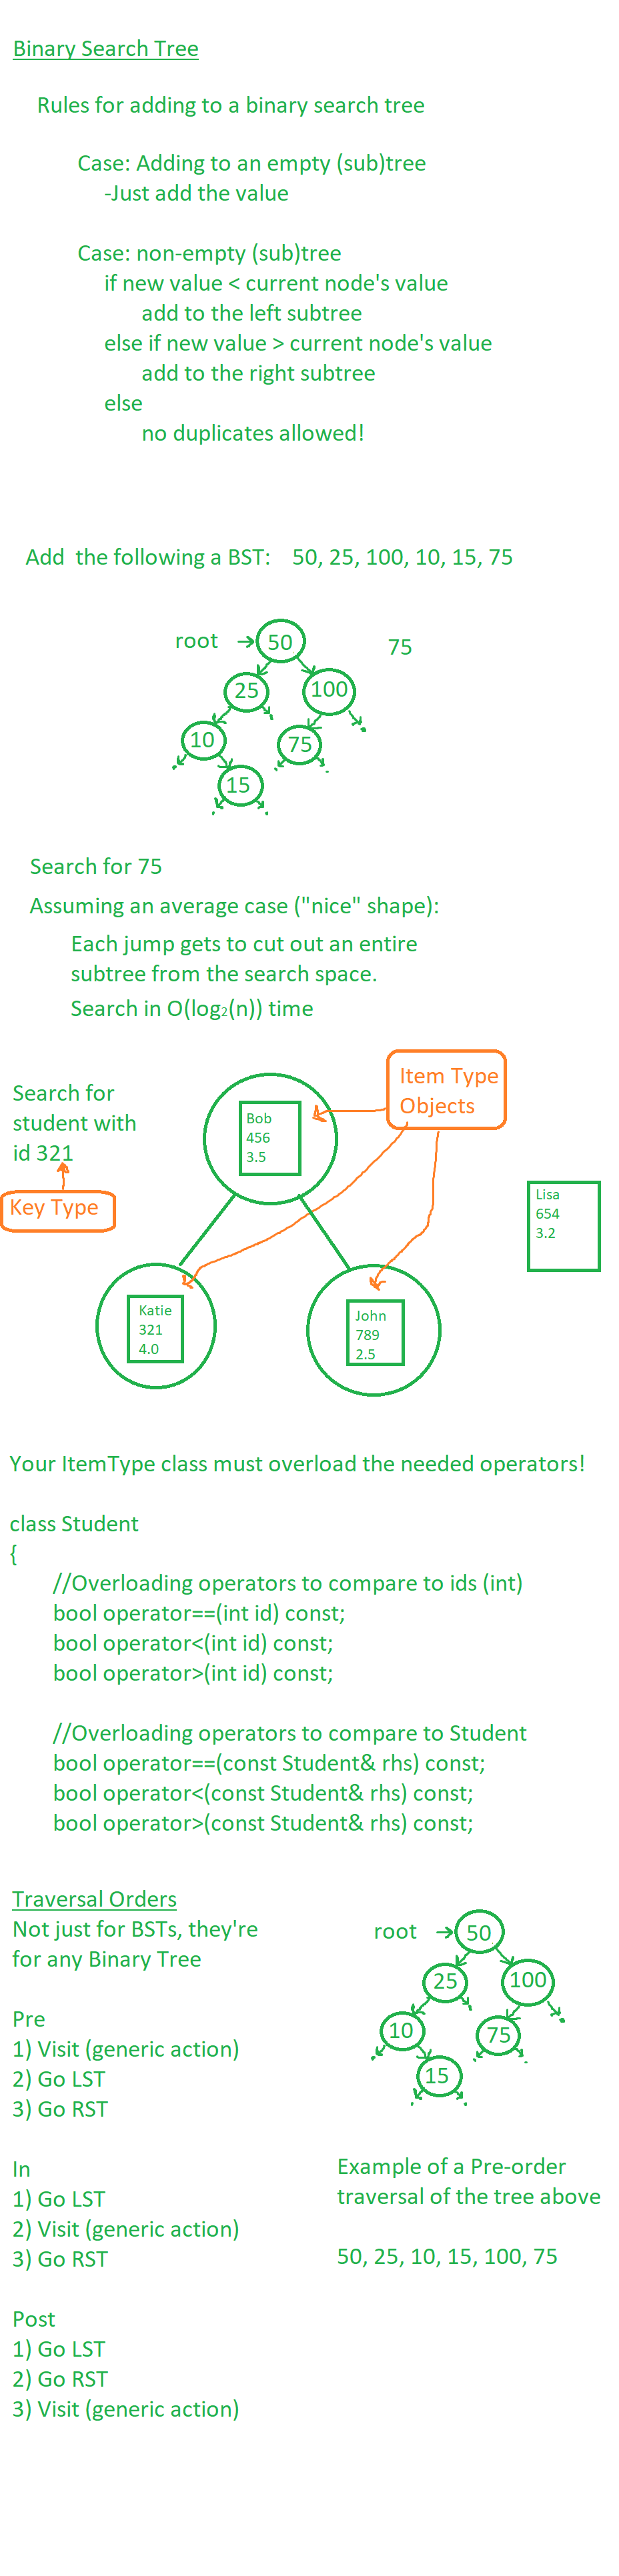 Binary Search Tree
Rules for adding to a binary search tree
Case: Adding to an empty (sub)tree
-Just add the value
Case: non-empty (sub)tree
if new value < current node's value
add to the left subtree
else if new value > current node's value
add to the right subtree
else
no duplicates allowed!
Add  the following a BST:    50, 25, 100, 10, 15, 75
root
50
75
25
100
10
75
15
Search for 75
Assuming an average case ("nice" shape):
Each jump gets to cut out an entire
subtree from the search space.
Search in O(log₂(n)) time
Search for
student with
id 321
Key Type
Item Type
Objects
Bob
456
3.5
Lisa
654
3.2
Katie
321
4.0
John
789
2.5
Your ItemType class must overload the needed operators!
class Student
{
//Overloading operators to compare to ids (int)
bool operator==(int id) const;
bool operator<(int id) const;
bool operator>(int id) const;
//Overloading operators to compare to Student
bool operator==(const Student& rhs) const;
bool operator<(const Student& rhs) const;
bool operator>(const Student& rhs) const;
Traversal Orders
Not just for BSTs, they're
for any Binary Tree
Pre
1) Visit (generic action)
2) Go LST
3) Go RST
In
1) Go LST
2) Visit (generic action)
3) Go RST
Post
1) Go LST
2) Go RST
3) Visit (generic action)
root
50
25
100
10
75
15
Example of a Pre-order
traversal of the tree above
50, 25, 10, 15, 100, 75